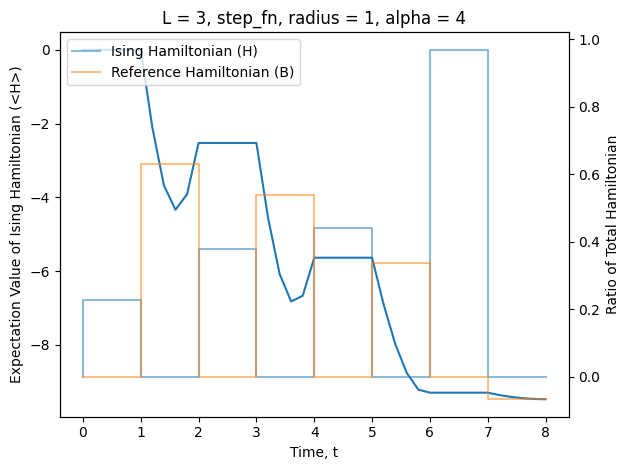 L = 3, step_fn, radius = 1, alpha = 4
Ising Hamiltonian (H)
Reference Hamiltonian (B)
Expectation Value of Ising Hamiltonian (<H>)
0
−2
−4
−6
−8
1.0
0.8
0.6
0.4
0.2
0.0
Ratio of Total Hamiltonian
0 1 2 3 4 5 6 7 8
Time, t